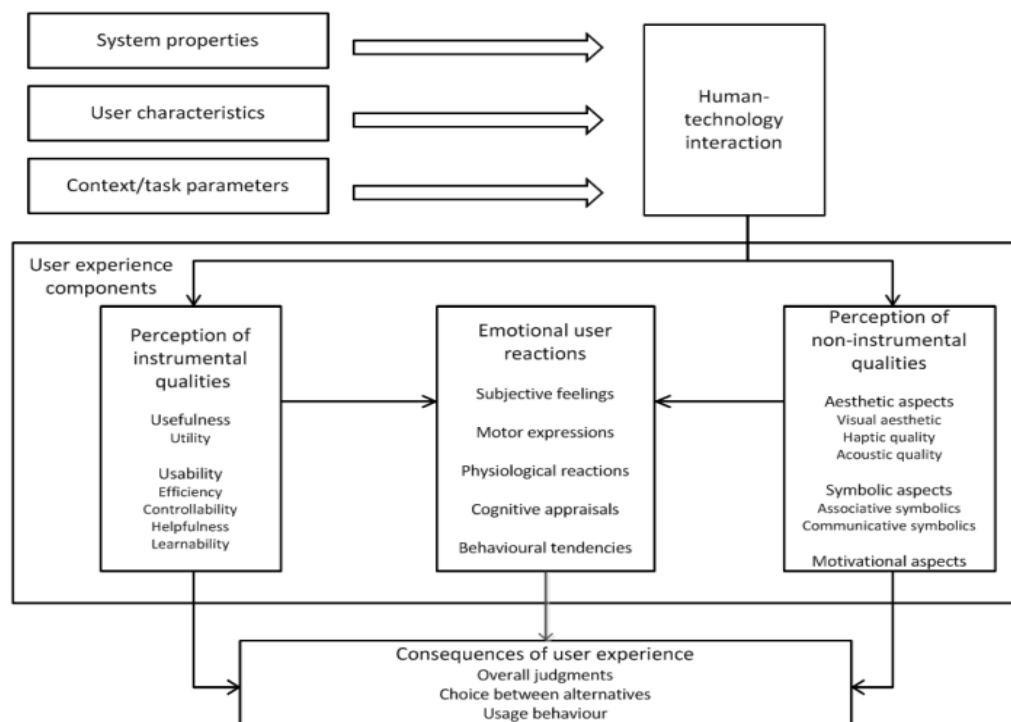 System properties
User characteristics
Context/task parameters
Human-
technology
interaction
User experience
components
Perception of
instrumental
qualities
Usefulness
Utility
Usability
Efficiency
Controllability
Helpfulness
Learnability
Emotional user
reactions
Subjective feelings
Motor expressions
Physiological reactions
Cognitive appraisals
Behavioural tendencies
Perception of
non-instrumental
qualities
Aesthetic aspects
Visual aesthetic
Haptic quality
Acoustic quality
Symbolic aspects
Associative symbolics
Communicative symbolics
Motivational aspects
Consequences of user experience
Overall judgments
Choice between alternatives
Usage behaviour